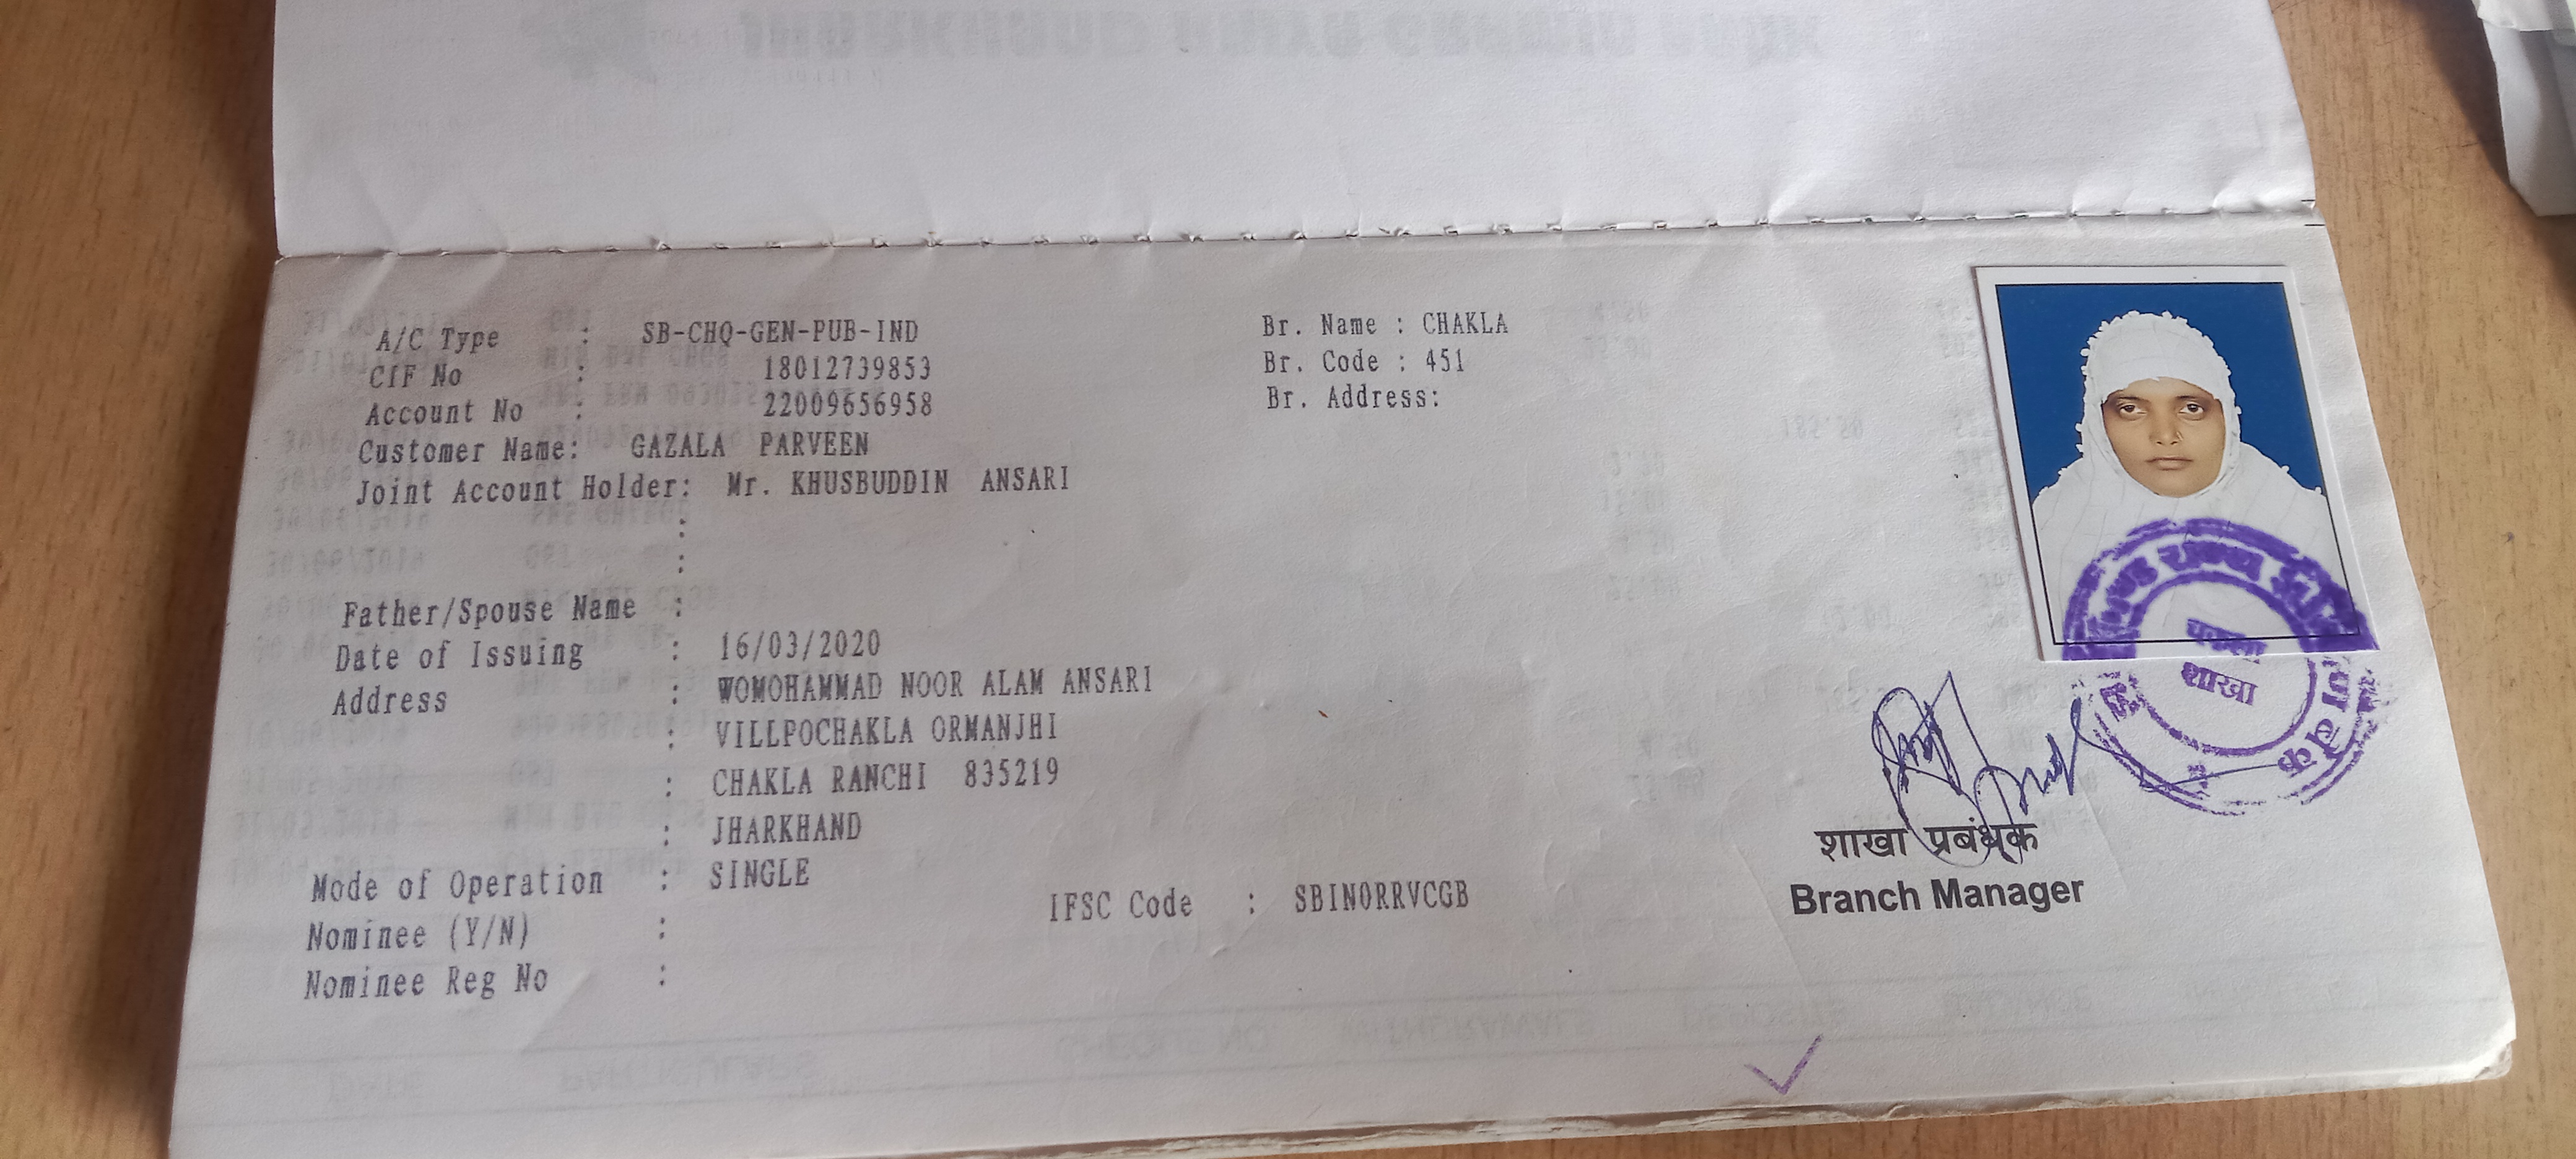 A/C Type : SB-CHQ-GEN-PUB-IND
CIF No : 18012739853
Account No : 22009656958
Customer Name: GAZALA PARVEEN
Joint Account Holder: Mr. KHUSBUDDIN ANSARI
:
:
Father/Spouse Name :
Date of Issuing : 16/03/2020
Address : WOMOHAMMAD NOOR ALAM ANSARI
: VILLPOCHAKLA ORMANJHI
: CHAKLA RANCHI 835219
: JHARKHAND
Mode of Operation : SINGLE
Nominee (Y/N) :
Nominee Reg No :
IFSC Code : SBIN0RRVCGB
Br. Name : CHAKLA
Br. Code : 451
Br. Address:
चकला
शाखा
शाखा प्रबंधक
Branch Manager